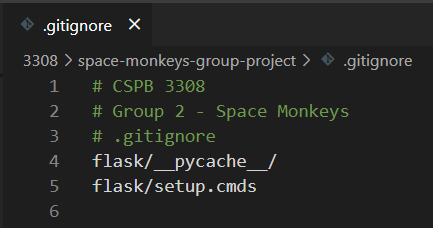 .gitignore ×
3308 > space-monkeys-group-project > .gitignore
1 # CSPB 3308
2 # Group 2 - Space Monkeys
3 # .gitignore
4 flask/__pycache__/
5 flask/setup.cmds
6